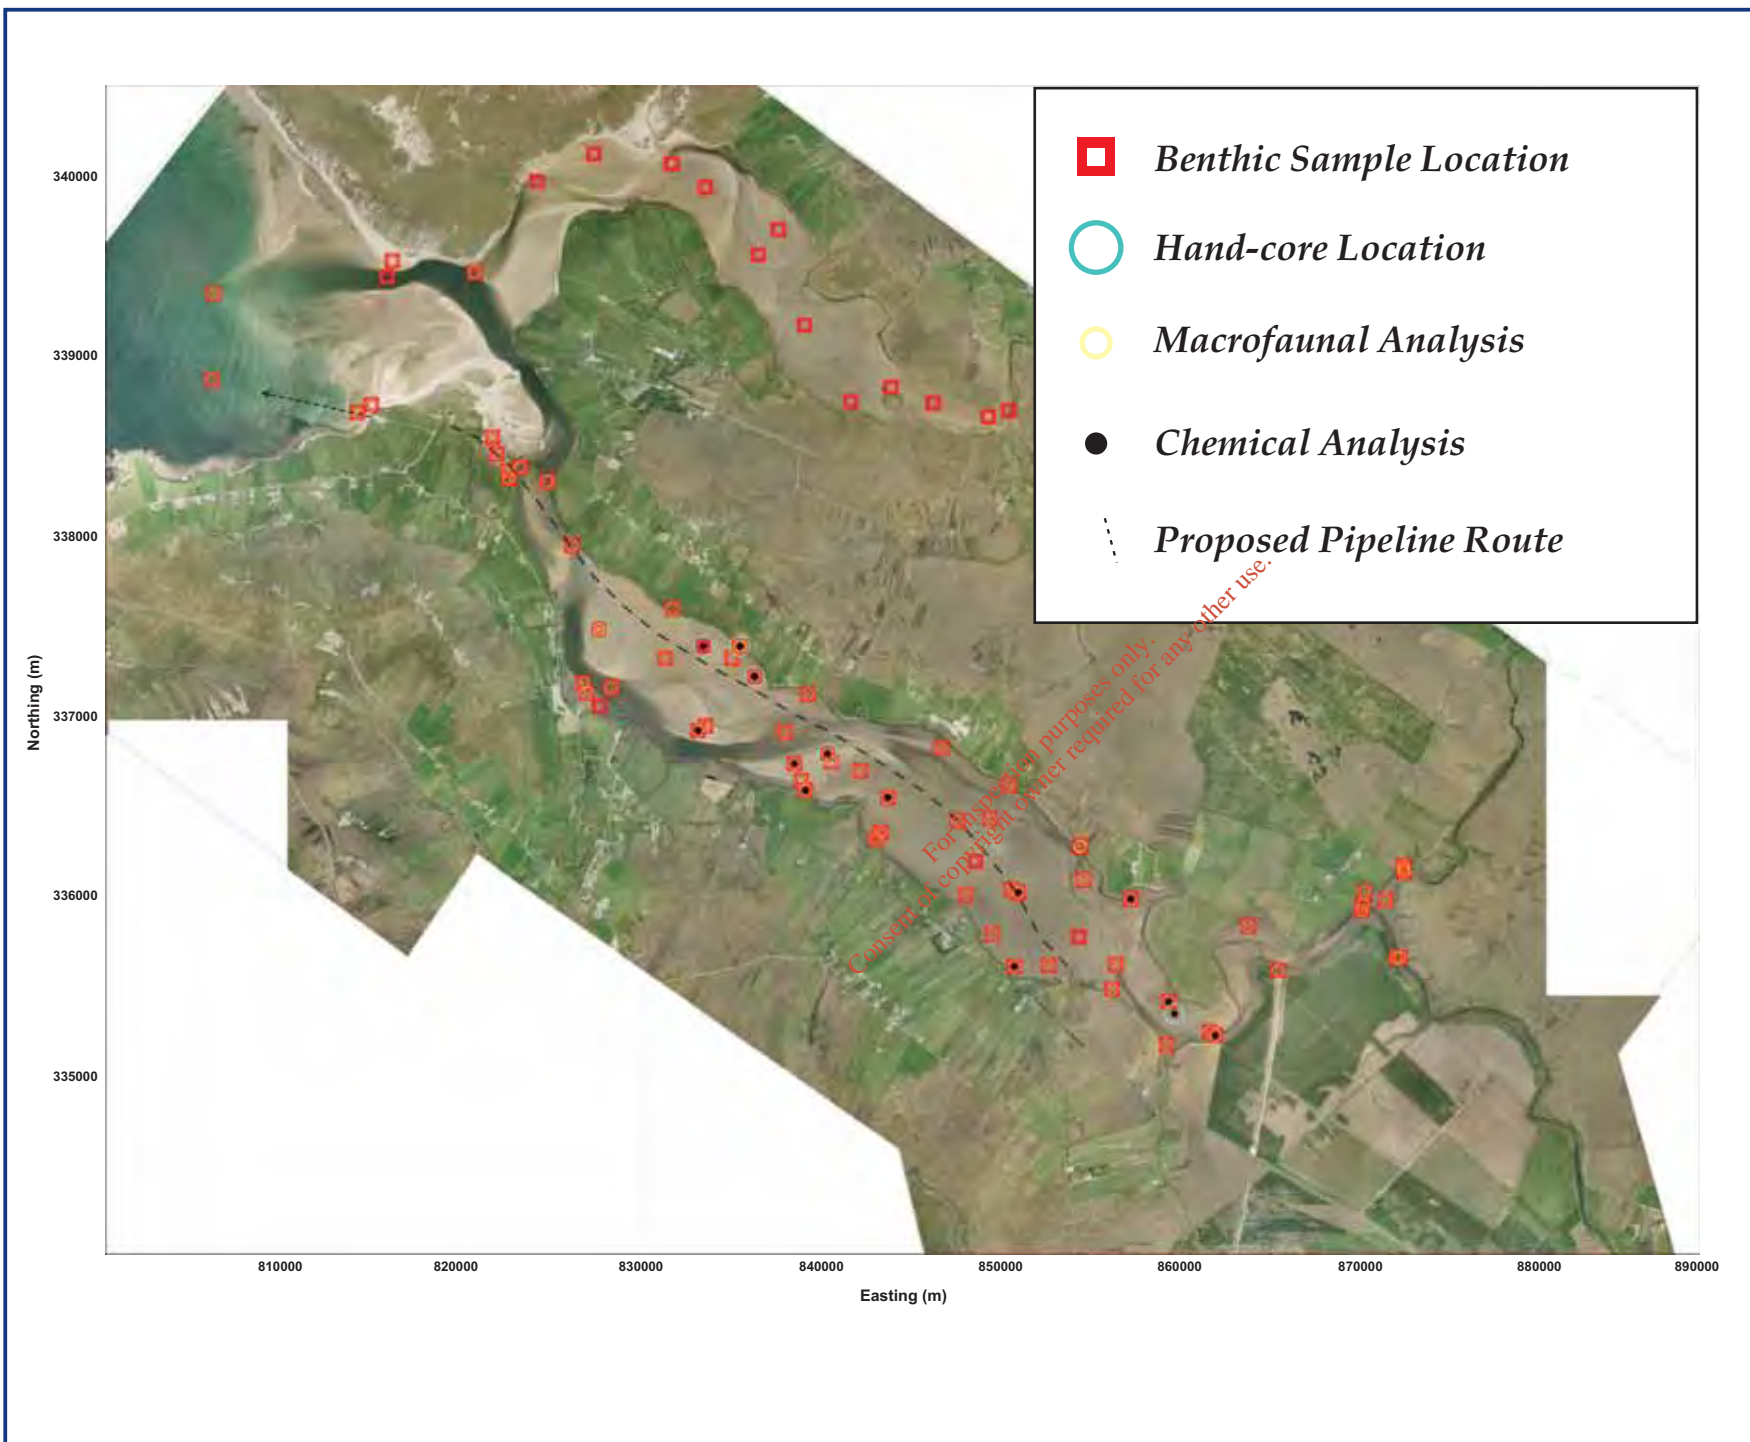 Benthic Sample Location
Hand-core Location
Macrofaunal Analysis
Chemical Analysis
Proposed Pipeline Route
For inspection purposes only.
Consent of copyright owner required for any other use.
Northing (m)
340000
339000
338000
337000
336000
335000
810000 820000 830000 840000 850000 860000 870000 880000 890000
Easting (m)